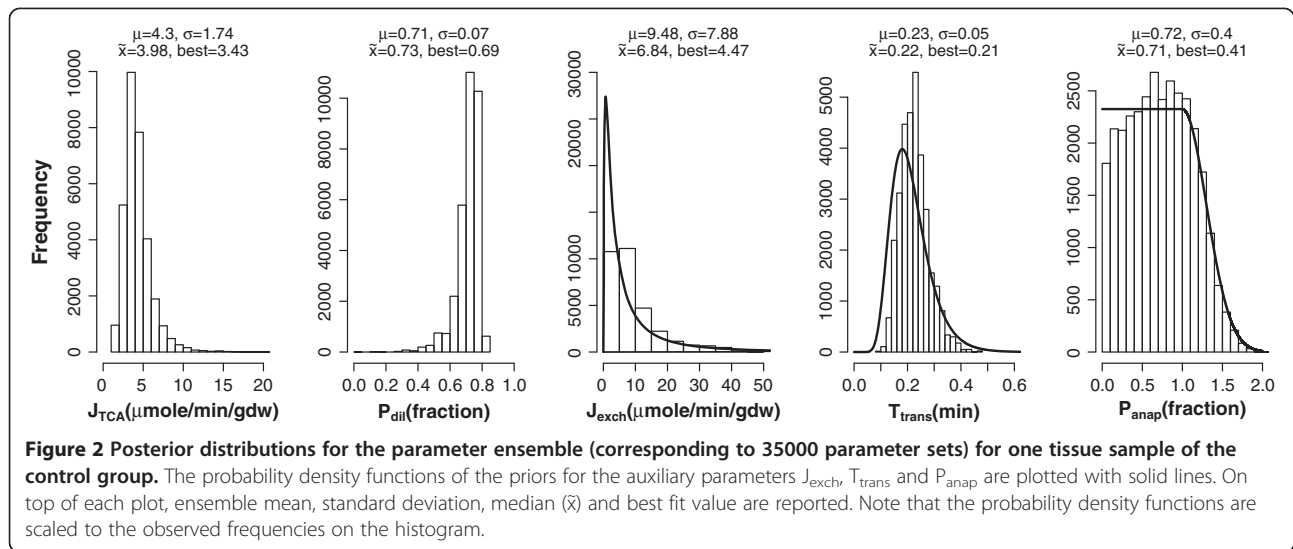 μ=4.3, σ=1.74
x̃=3.98, best=3.43
μ=0.71, σ=0.07
x̃=0.73, best=0.69
μ=9.48, σ=7.88
x̃=6.84, best=4.47
μ=0.23, σ=0.05
x̃=0.22, best=0.21
μ=0.72, σ=0.4
x̃=0.71, best=0.41
Frequency
0 2000 4000 6000 8000 10000
0 5 10 15 20
J_TCA(μmole/min/gdw)
0 2000 4000 6000 8000 10000
0.0 0.2 0.4 0.6 0.8 1.0
P_dil(fraction)
0 5000 10000 20000 30000
0 10 20 30 40 50
J_exch(μmole/min/gdw)
0 1000 2000 3000 4000 5000
0.0 0.2 0.4 0.6
T_trans(min)
0 500 1000 1500 2000 2500
0.0 0.5 1.0 1.5 2.0
P_anap(fraction)
Figure 2 Posterior distributions for the parameter ensemble (corresponding to 35000 parameter sets) for one tissue sample of the
control group. The probability density functions of the priors for the auxiliary parameters J_exch, T_trans and P_anap are plotted with solid lines. On
top of each plot, ensemble mean, standard deviation, median (x̃) and best fit value are reported. Note that the probability density functions are
scaled to the observed frequencies on the histogram.